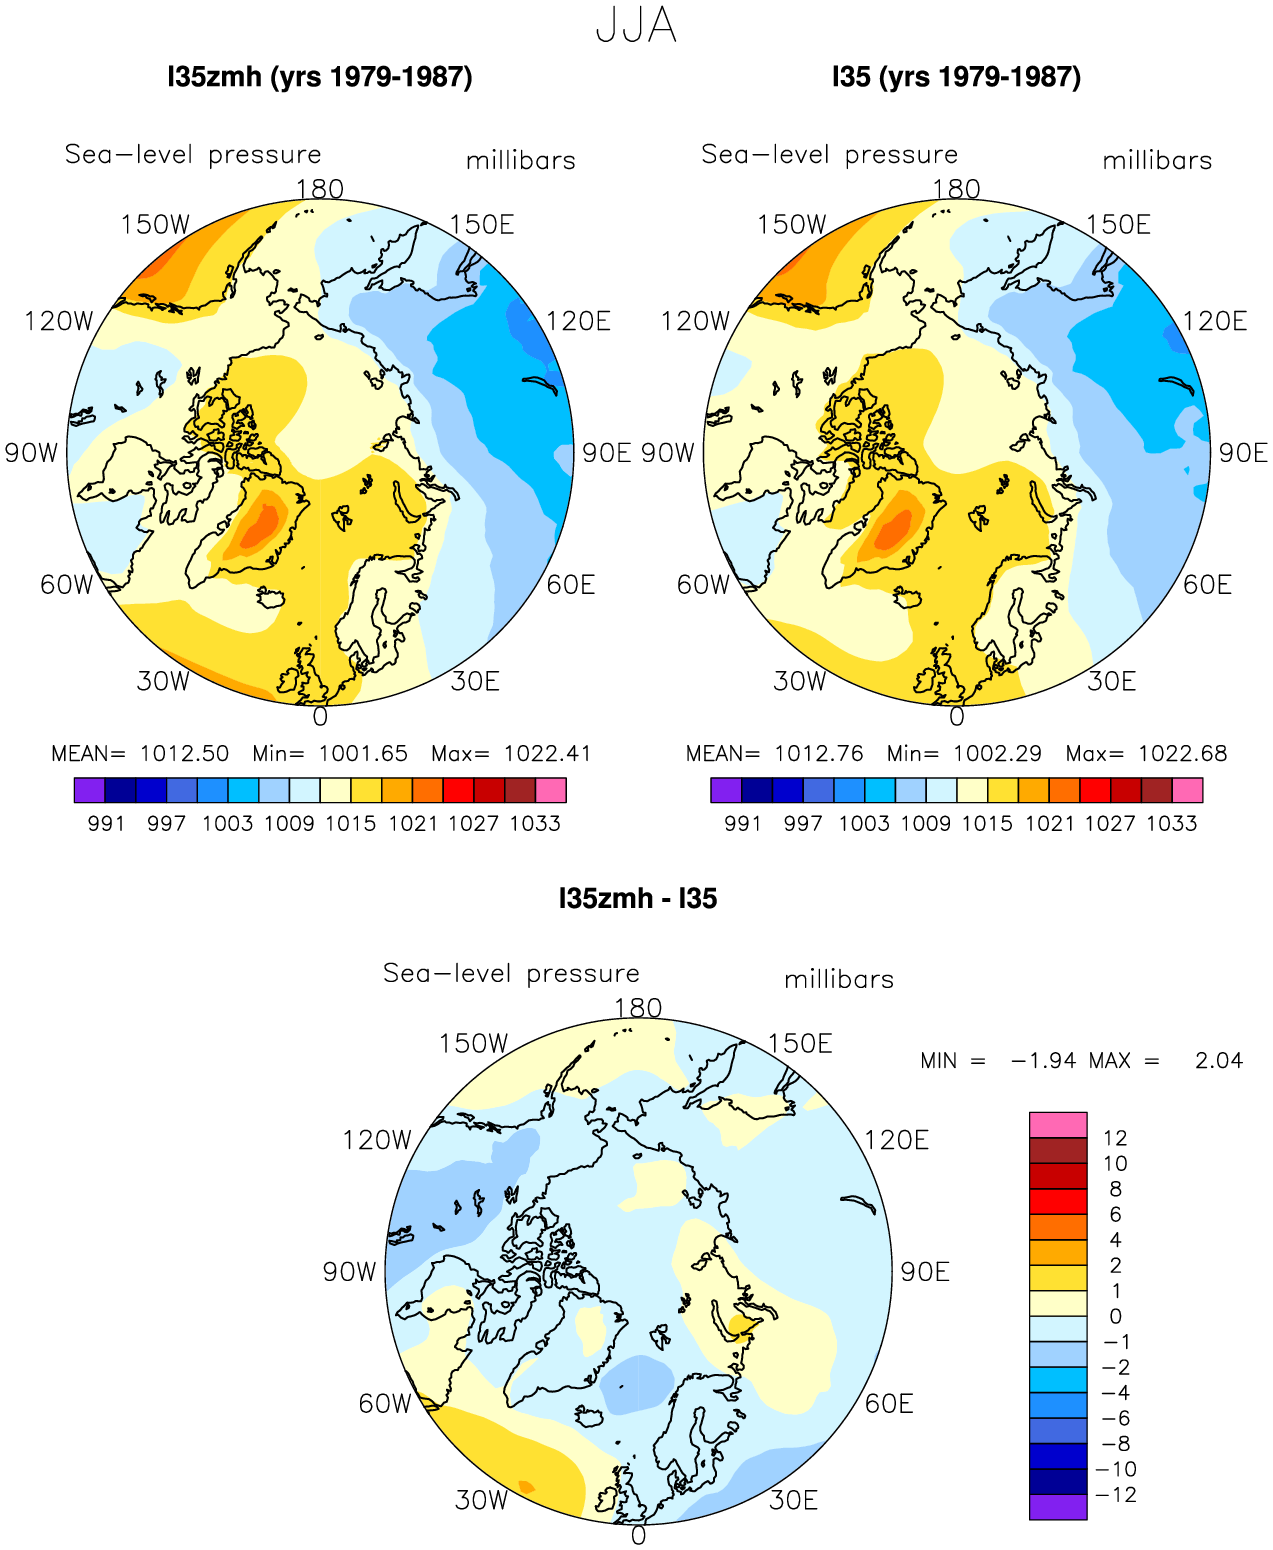 JJA
I35zmh (yrs 1979-1987)
I35 (yrs 1979-1987)
Sea-level pressure
millibars
180
150W
150E
120W
120E
90W
90E
60W
60E
30W
30E
0
MEAN= 1012.50 Min= 1001.65 Max= 1022.41
991 997 1003 1009 1015 1021 1027 1033
Sea-level pressure
millibars
180
150W
150E
120W
120E
90W
90E
60W
60E
30W
30E
0
MEAN= 1012.76 Min= 1002.29 Max= 1022.68
991 997 1003 1009 1015 1021 1027 1033
I35zmh - I35
Sea-level pressure
millibars
180
150W
150E
120W
120E
90W
90E
60W
60E
30W
30E
0
MIN = -1.94 MAX = 2.04
12
10
8
6
4
2
1
0
-1
-2
-4
-6
-8
-10
-12